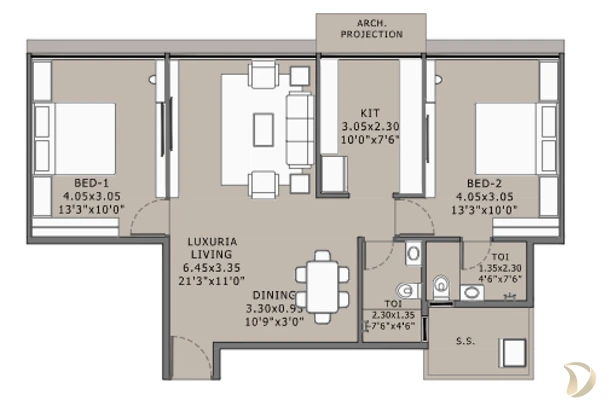 ARCH.
PROJECTION
KIT
3.05x2.30
10'0"x7'6"
BED-1
4.05x3.05
13'3"x10'0"
BED-2
4.05x3.05
13'3"x10'0"
LUXURIA
LIVING
6.45x3.35
21'3"x11'0"
DINING
3.30x0.93
10'9"x3'0"
TOI
2.30x1.35
7'6"x4'6"
TOI
1.35x2.30
4'6"x7'6"
S.S.